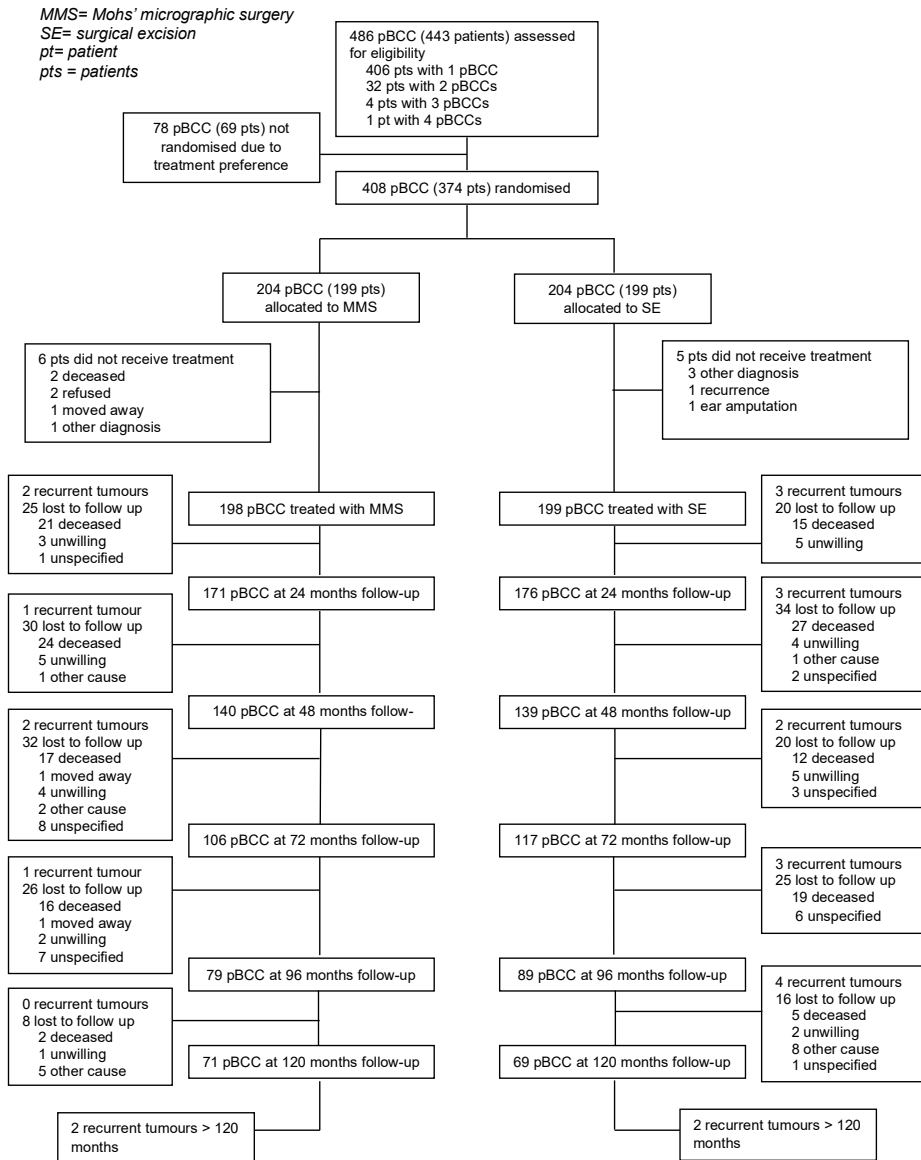 MMS= Mohs’ micrographic surgery
SE= surgical excision
pt= patient
pts = patients
486 pBCC (443 patients) assessed
for eligibility
406 pts with 1 pBCC
32 pts with 2 pBCCs
4 pts with 3 pBCCs
1 pt with 4 pBCCs
78 pBCC (69 pts) not
randomised due to
treatment preference
408 pBCC (374 pts) randomised
204 pBCC (199 pts)
allocated to MMS
204 pBCC (199 pts)
allocated to SE
6 pts did not receive treatment
2 deceased
2 refused
1 moved away
1 other diagnosis
5 pts did not receive treatment
3 other diagnosis
1 recurrence
1 ear amputation
198 pBCC treated with MMS
199 pBCC treated with SE
2 recurrent tumours
25 lost to follow up
21 deceased
3 unwilling
1 unspecified
3 recurrent tumours
20 lost to follow up
15 deceased
5 unwilling
171 pBCC at 24 months follow-up
176 pBCC at 24 months follow-up
1 recurrent tumour
30 lost to follow up
24 deceased
5 unwilling
1 other cause
3 recurrent tumours
34 lost to follow up
27 deceased
4 unwilling
1 other cause
2 unspecified
140 pBCC at 48 months follow-
139 pBCC at 48 months follow-up
2 recurrent tumours
32 lost to follow up
17 deceased
1 moved away
4 unwilling
2 other cause
8 unspecified
2 recurrent tumours
20 lost to follow up
12 deceased
5 unwilling
3 unspecified
106 pBCC at 72 months follow-up
117 pBCC at 72 months follow-up
1 recurrent tumour
26 lost to follow up
16 deceased
1 moved away
2 unwilling
7 unspecified
3 recurrent tumours
25 lost to follow up
19 deceased
6 unspecified
79 pBCC at 96 months follow-up
89 pBCC at 96 months follow-up
0 recurrent tumours
8 lost to follow up
2 deceased
1 unwilling
5 other cause
4 recurrent tumours
16 lost to follow up
5 deceased
2 unwilling
8 other cause
1 unspecified
71 pBCC at 120 months follow-up
69 pBCC at 120 months follow-up
2 recurrent tumours > 120
months
2 recurrent tumours > 120
months